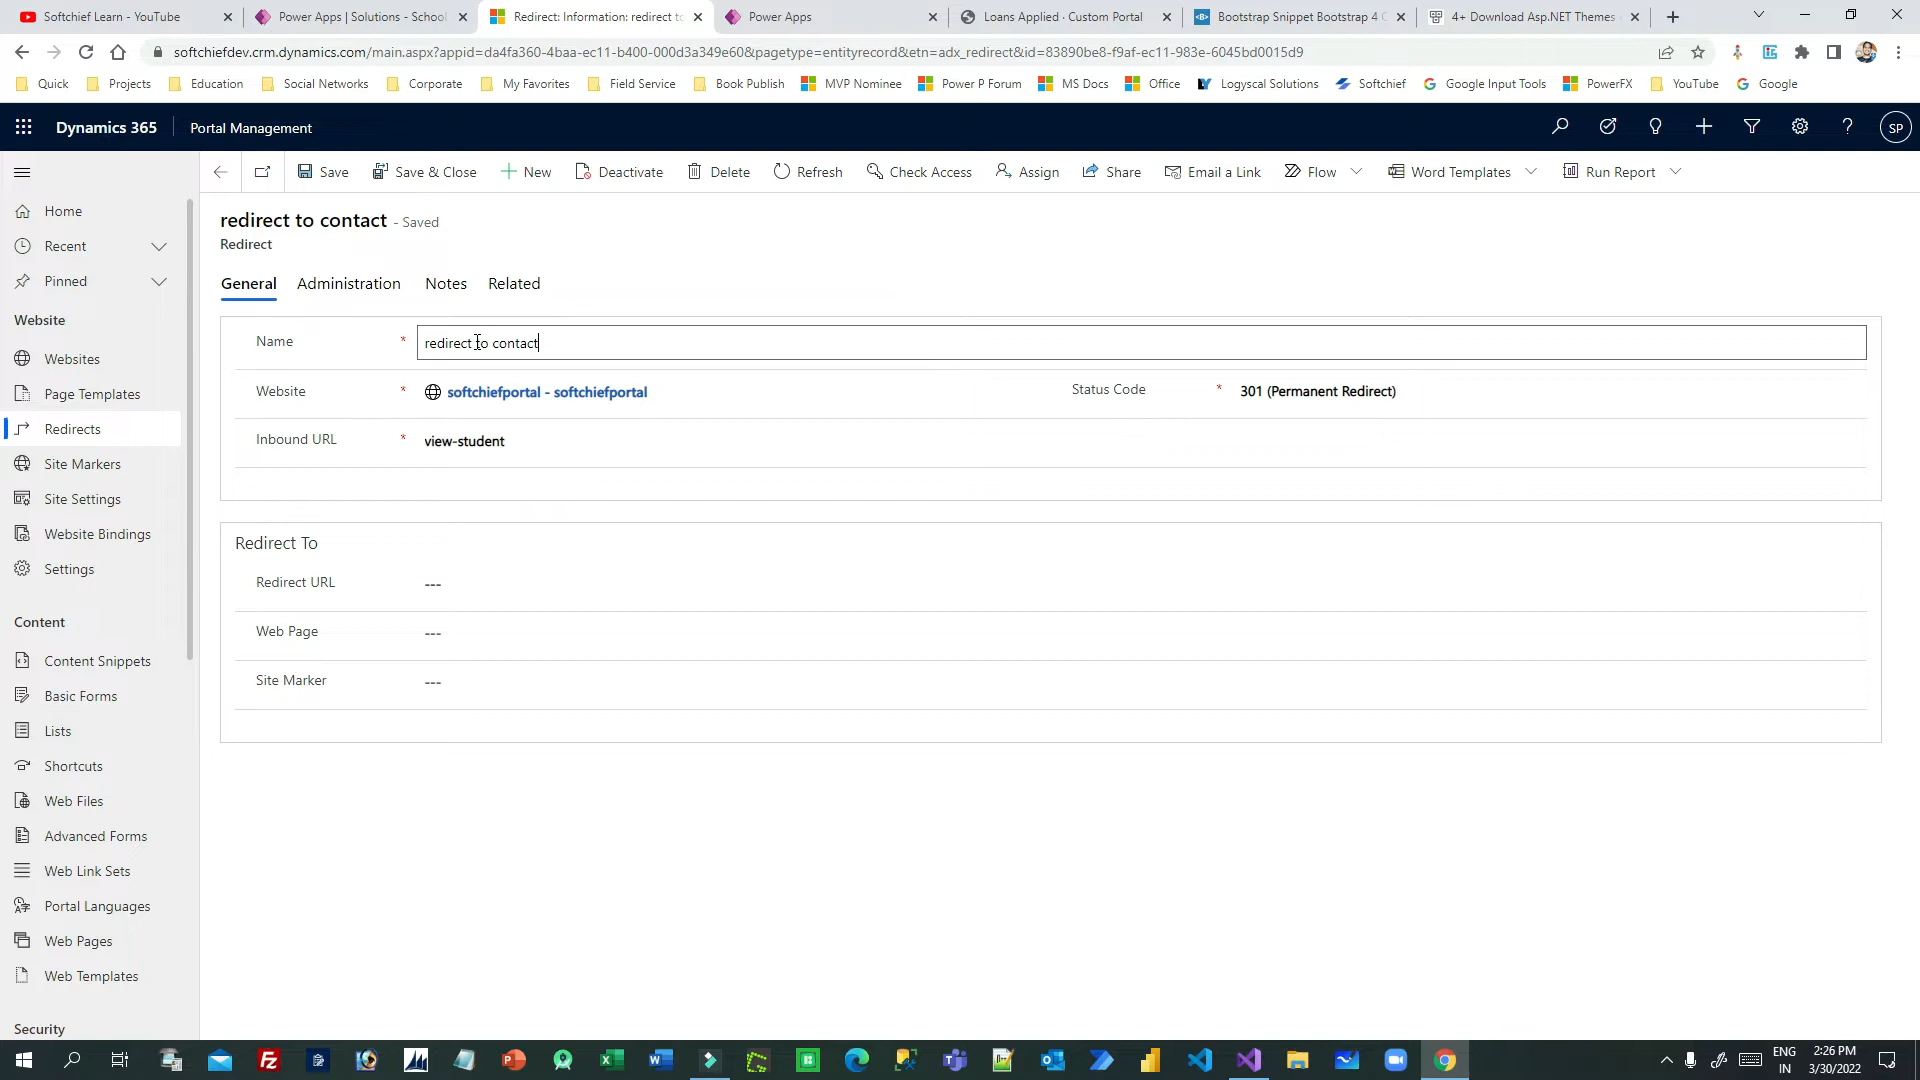 Softchief Learn - YouTube
Power Apps | Solutions - School
Redirect: Information: redirect to
Power Apps
Loans Applied · Custom Portal
Bootstrap Snippet Bootstrap 4 C
4+ Download Asp.NET Themes
softchiefdev.crm.dynamics.com/main.aspx?appid=da4fa360-4baa-ec11-b400-000d3a349e60&pagetype=entityrecord&etn=adx_redirect&id=83890be8-f9af-ec11-983e-6045bd0015d9
Quick
Projects
Education
Social Networks
Corporate
My Favorites
Field Service
Book Publish
MVP Nominee
Power P Forum
MS Docs
Office
Logyscal Solutions
Softchief
Google Input Tools
PowerFX
YouTube
Google
Dynamics 365
Portal Management
SP
Save
Save & Close
New
Deactivate
Delete
Refresh
Check Access
Assign
Share
Email a Link
Flow
Word Templates
Run Report
Home
Recent
Pinned
Website
Websites
Page Templates
Redirects
Site Markers
Site Settings
Website Bindings
Settings
Content
Content Snippets
Basic Forms
Lists
Shortcuts
Web Files
Advanced Forms
Web Link Sets
Portal Languages
Web Pages
Web Templates
Security
redirect to contact - Saved
Redirect
General
Administration
Notes
Related
Name *
redirect to contact
Website *
softchiefportal - softchiefportal
Status Code *
301 (Permanent Redirect)
Inbound URL *
view-student
Redirect To
Redirect URL
---
Web Page
---
Site Marker
---
ENG
IN
2:26 PM
3/30/2022